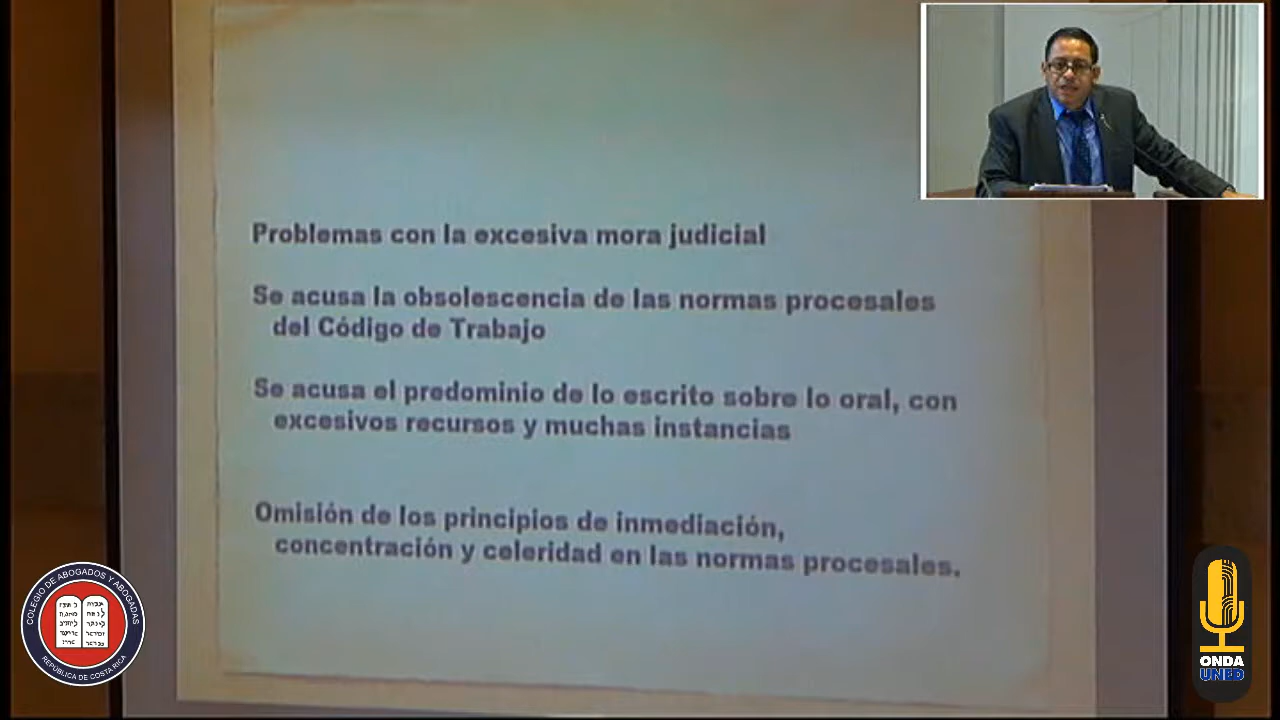 Problemas con la excesiva mora judicial
Se acusa la obsolescencia de las normas procesales
del Código de Trabajo
Se acusa el predominio de lo escrito sobre lo oral, con
excesivos recursos y muchas instancias
Omisión de los principios de inmediación,
concentración y celeridad en las normas procesales.
COLEGIO DE ABOGADOS Y ABOGADAS
REPÚBLICA DE COSTA RICA
ONDA
UNED